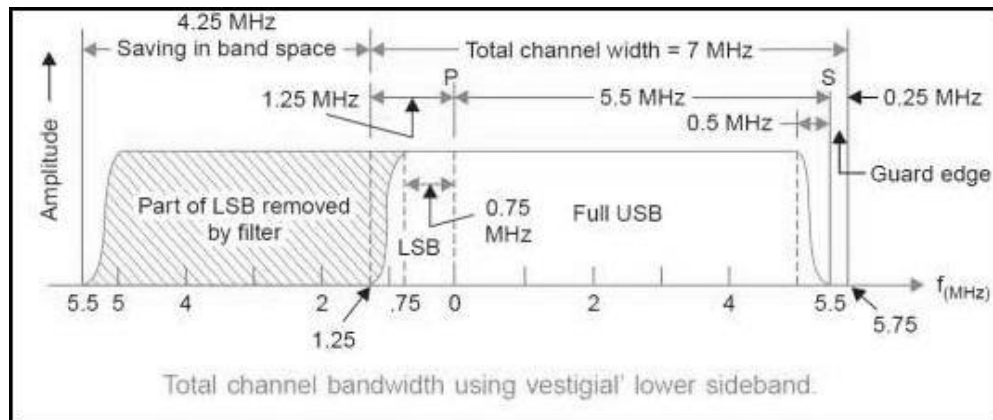 4.25 MHz
Saving in band space
Total channel width = 7 MHz
P
S
1.25 MHz
5.5 MHz
0.25 MHz
0.5 MHz
Guard edge
Amplitude
Part of LSB removed
by filter
0.75
MHz
Full USB
LSB
5.5 5 4 2 .75 0 2 4 5.5 f(MHz)
1.25
5.75
Total channel bandwidth using vestigial' lower sideband.